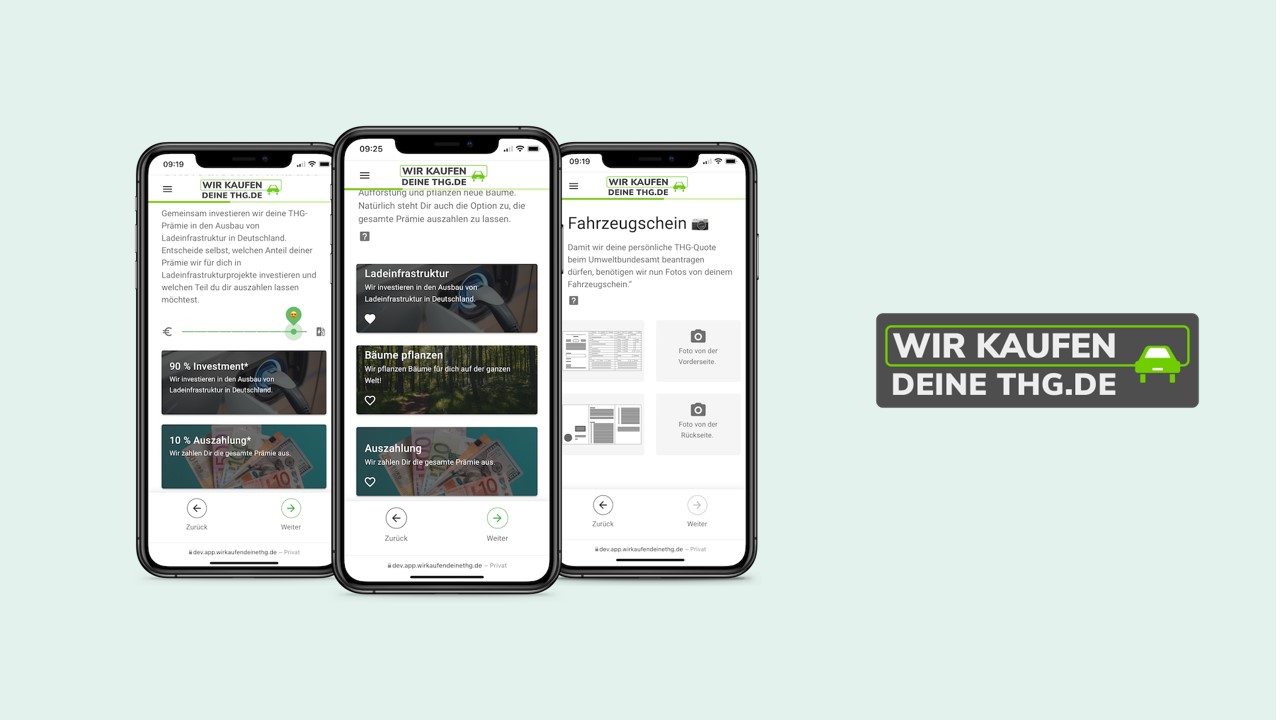 09:19
WIR KAUFEN
DEINE THG.DE
Gemeinsam investieren wir deine THG-
Prämie in den Ausbau von
Ladeinfrastruktur in Deutschland.
Entscheide selbst, welchen Anteil deiner
Prämie wir für dich in
Ladeinfrastrukturprojekte investieren und
welchen Teil du dir auszahlen lassen
möchtest.
€
90 % Investment*
Wir investieren in den Ausbau von
Ladeinfrastruktur in Deutschland.
10 % Auszahlung*
Wir zahlen Dir die gesamte Prämie aus.
Zurück
Weiter
dev.app.wirkaufendeinethg.de – Privat
09:25
WIR KAUFEN
DEINE THG.DE
Aufforstung und pflanzen neue Bäume.
Natürlich steht Dir auch die Option zu, die
gesamte Prämie auszahlen zu lassen.
?
Ladeinfrastruktur
Wir investieren in den Ausbau von
Ladeinfrastruktur in Deutschland.
Bäume pflanzen
Wir pflanzen Bäume für dich auf der ganzen
Welt!
Auszahlung
Wir zahlen Dir die gesamte Prämie aus.
Zurück
Weiter
dev.app.wirkaufendeinethg.de – Privat
09:19
WIR KAUFEN
DEINE THG.DE
Fahrzeugschein
Damit wir deine persönliche THG-Quote
beim Umweltbundesamt beantragen
dürfen, benötigen wir nun Fotos von deinem
Fahrzeugschein.“
?
Foto von der
Vorderseite.
Foto von der
Rückseite.
Zurück
Weiter
dev.app.wirkaufendeinethg.de – Privat
WIR KAUFEN
DEINE THG.DE